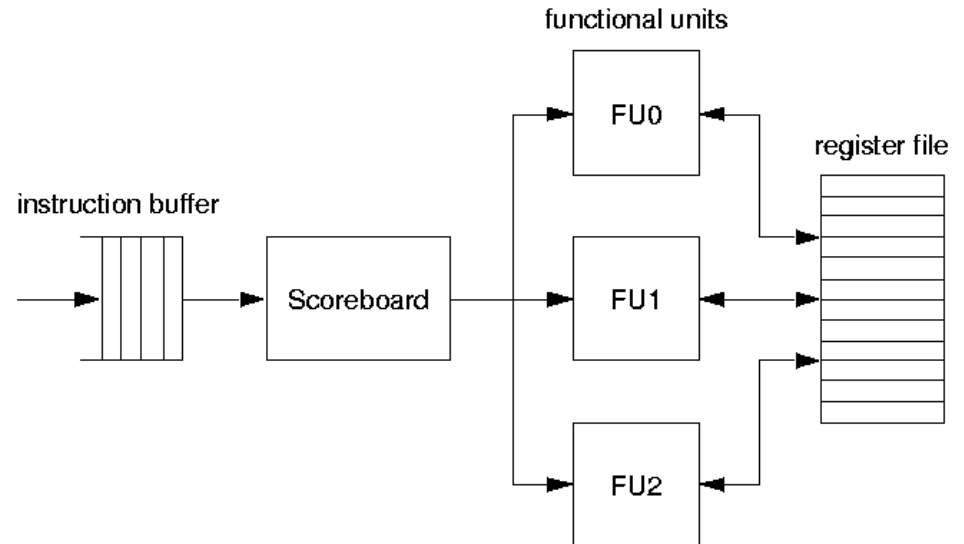 functional units
FU0
register file
instruction buffer
Scoreboard
FU1
FU2